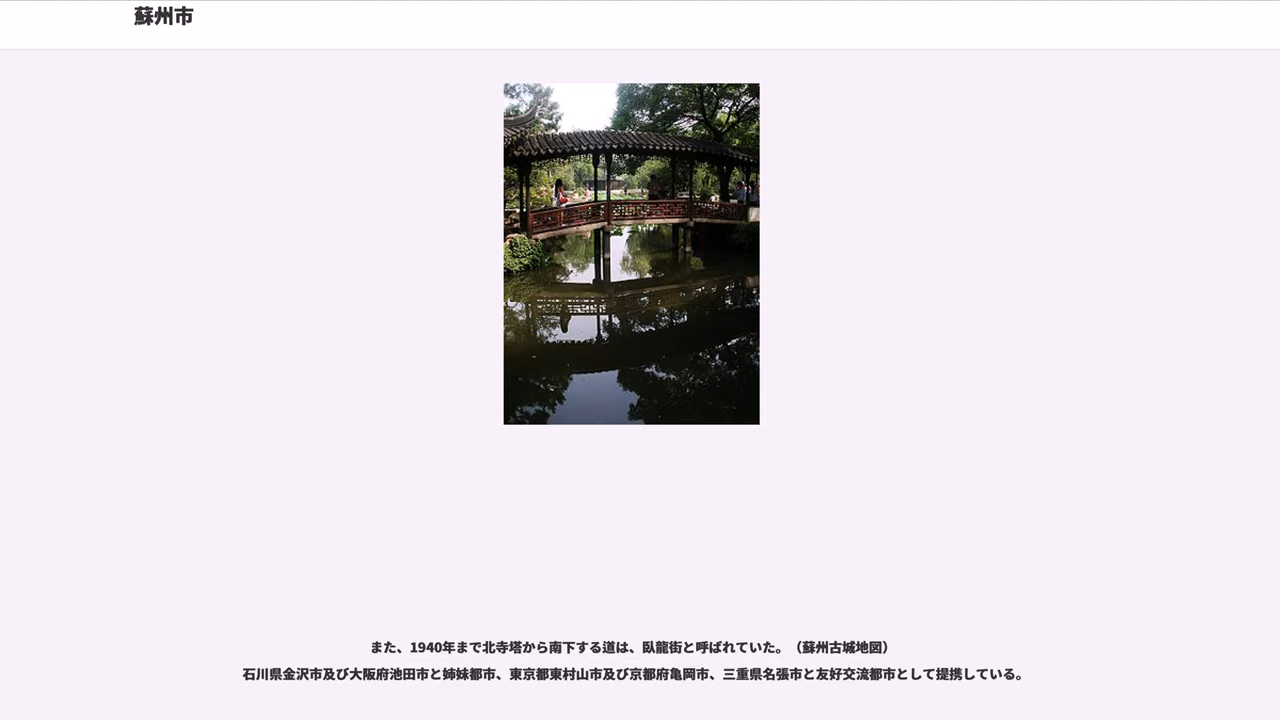 蘇州市
また、1940年まで北寺塔から南下する道は、臥龍街と呼ばれていた。（蘇州古城地図）
石川県金沢市及び大阪府池田市と姉妹都市、東京都東村山市及び京都府亀岡市、三重県名張市と友好交流都市として提携している。